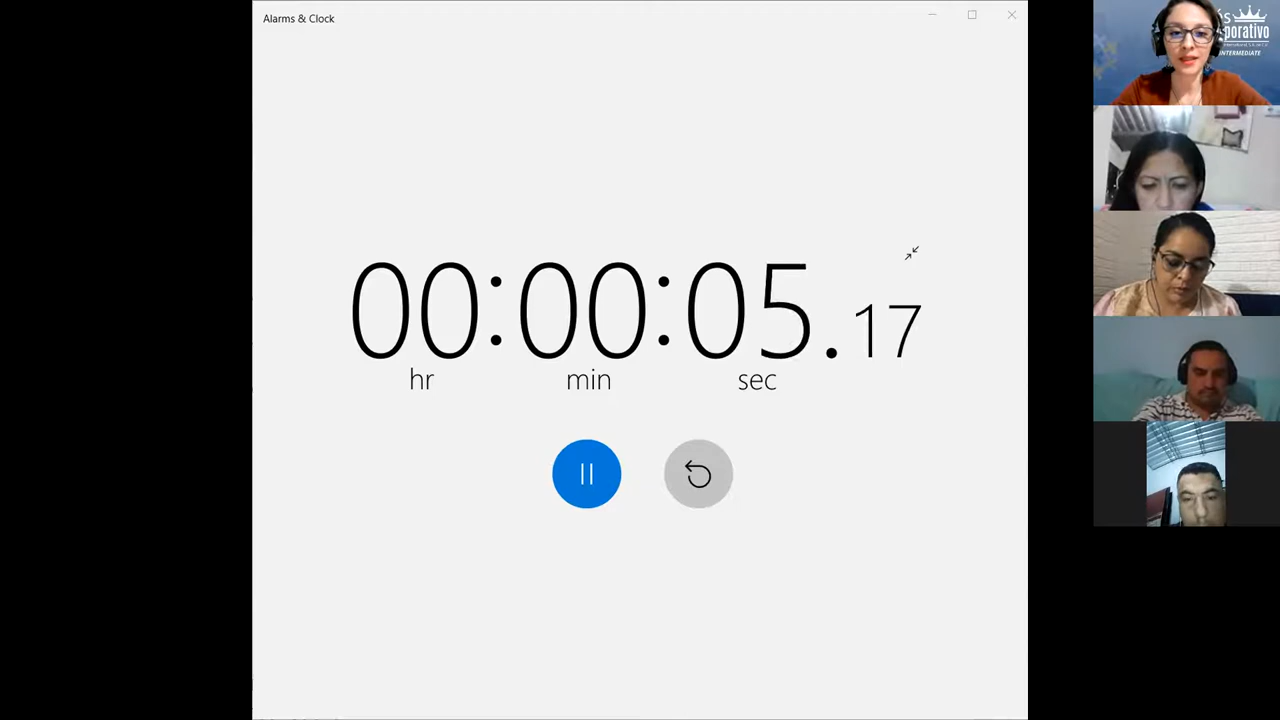 Alarms & Clock
00:00:05.17
hr min sec
s
porativo
INTERMEDIATE